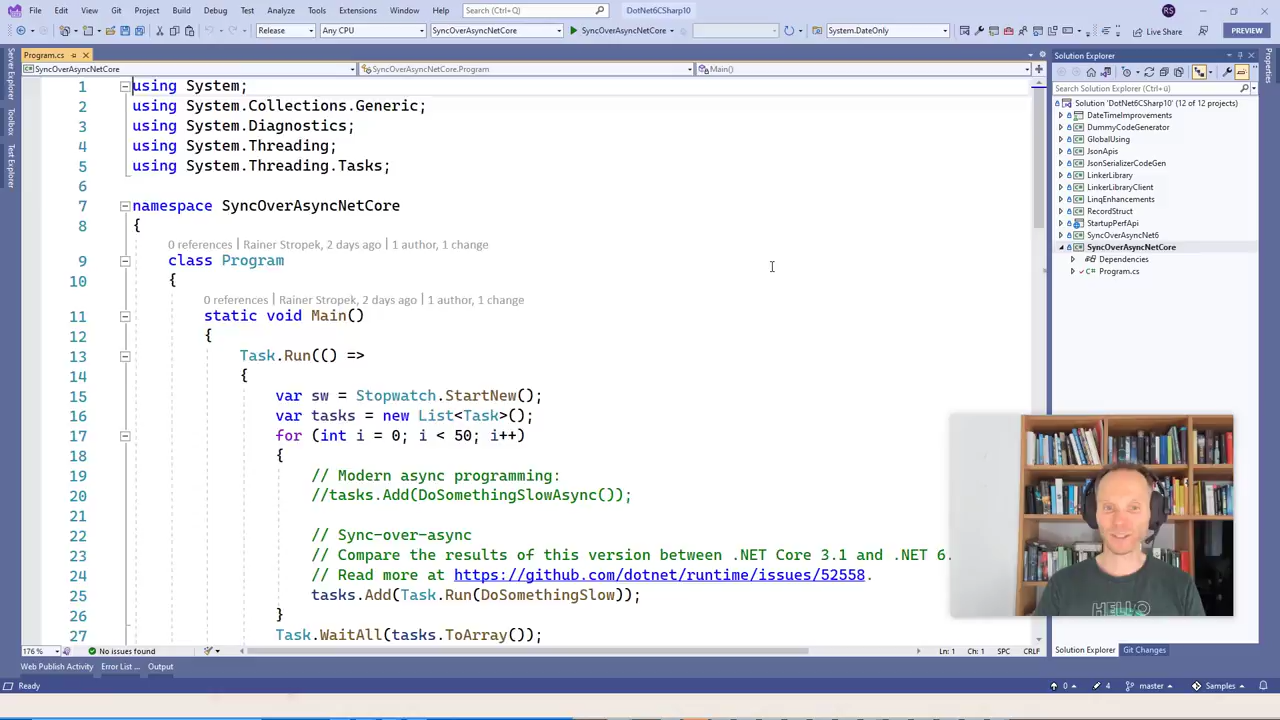 File Edit View Git Project Build Debug Test Analyze Tools Extensions Window Help Search (Ctrl+Q) DotNet6CSharp10 RS
Release Any CPU SyncOverAsyncNetCore SyncOverAsyncNetCore System.DateOnly Live Share PREVIEW
Server Explorer
Toolbox
Test Explorer
Program.cs
SyncOverAsyncNetCore SyncOverAsyncNetCore.Program Main()
1 using System;
2 using System.Collections.Generic;
3 using System.Diagnostics;
4 using System.Threading;
5 using System.Threading.Tasks;
6
7 namespace SyncOverAsyncNetCore
8 {
0 references | Rainer Stropek, 2 days ago | 1 author, 1 change
9 class Program
10 {
0 references | Rainer Stropek, 2 days ago | 1 author, 1 change
11 static void Main()
12 {
13 Task.Run(() =>
14 {
15 var sw = Stopwatch.StartNew();
16 var tasks = new List<Task>();
17 for (int i = 0; i < 50; i++)
18 {
19 // Modern async programming:
20 //tasks.Add(DoSomethingSlowAsync());
21
22 // Sync-over-async
23 // Compare the results of this version between .NET Core 3.1 and .NET 6.
24 // Read more at https://github.com/dotnet/runtime/issues/52558.
25 tasks.Add(Task.Run(DoSomethingSlow));
26 }
27 Task.WaitAll(tasks.ToArray());
176 % No issues found Ln: 1 Ch: 1 SPC CRLF
Web Publish Activity Error List ... Output
Ready 0 4 master Samples
Solution Explorer
Search Solution Explorer (Ctrl+ü)
Solution 'DotNet6CSharp10' (12 of 12 projects)
DateTimeImprovements
DummyCodeGenerator
GlobalUsing
JsonApis
JsonSerializerCodeGen
LinkerLibrary
LinkerLibraryClient
LinqEnhancements
RecordStruct
StartupPerfApi
SyncOverAsyncNet6
SyncOverAsyncNetCore
Dependencies
Program.cs
Solution Explorer Git Changes
Properties
HELLO